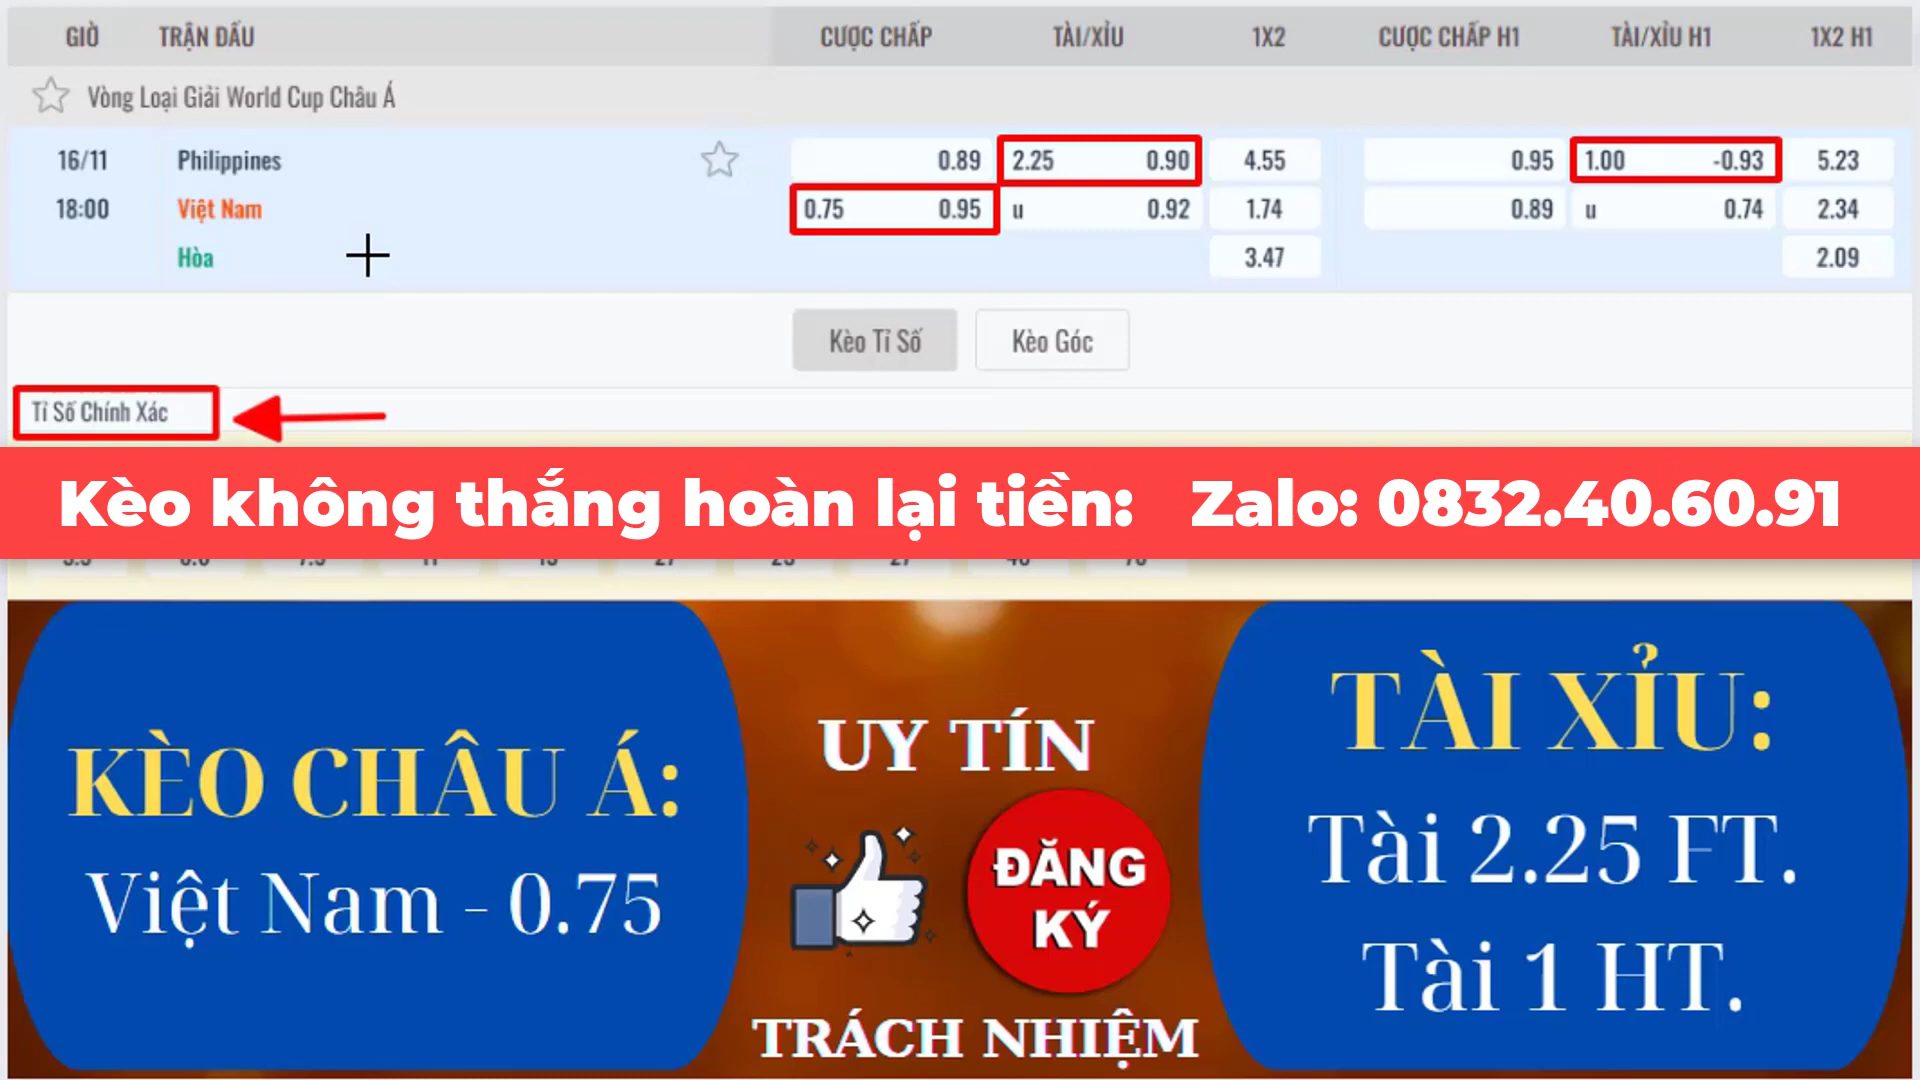 GIỜ TRẬN ĐẤU CƯỢC CHẤP TÀI/XỈU 1X2 CƯỢC CHẤP H1 TÀI/XỈU H1 1X2 H1
Vòng Loại Giải World Cup Châu Á
16/11 Philippines 0.89 2.25 0.90 4.55 0.95 1.00 -0.93 5.23
18:00 Việt Nam 0.75 0.95 u 0.92 1.74 0.89 u 0.74 2.34
Hòa 3.47 2.09
Kèo Tỉ Số Kèo Góc
Tỉ Số Chính Xác
Kèo không thắng hoàn lại tiền: Zalo: 0832.40.60.91
KÈO CHÂU Á:
Việt Nam - 0.75
UY TÍN
ĐĂNG
KÝ
TRÁCH NHIỆM
TÀI XỈU:
Tài 2.25 FT.
Tài 1 HT.